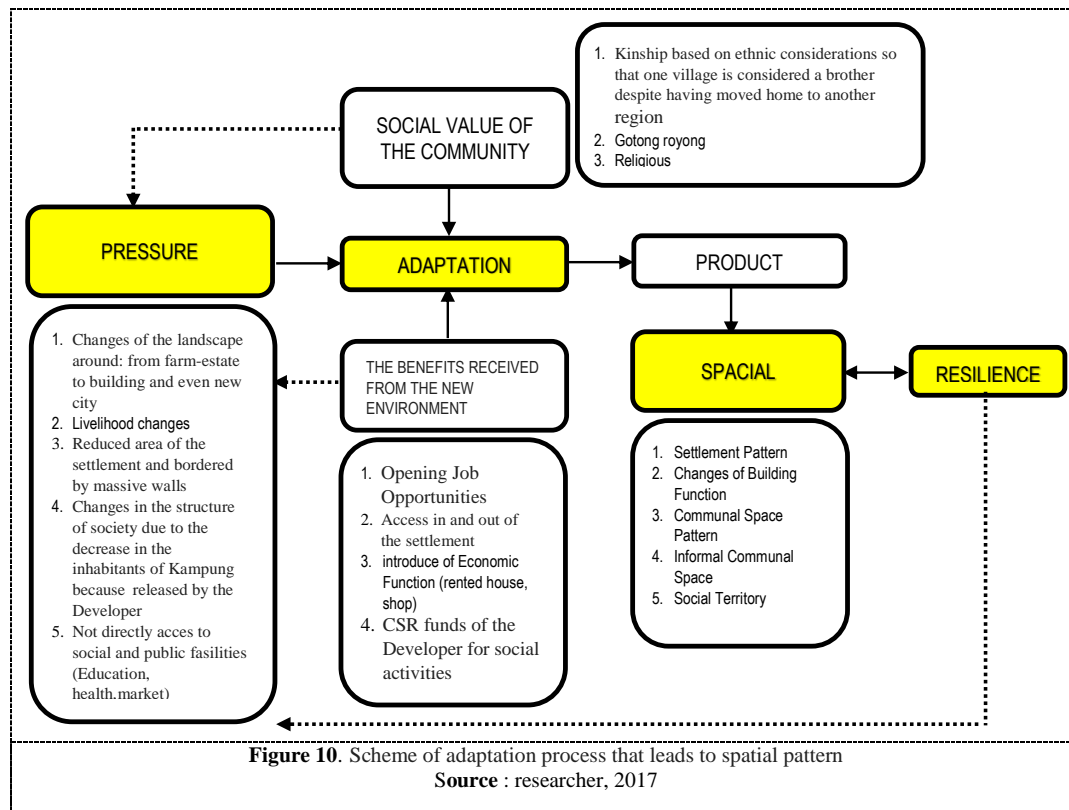 1. Kinship based on ethnic considerations so
that one village is considered a brother
despite having moved home to another
region
2. Gotong royong
3. Religious
SOCIAL VALUE OF
THE COMMUNITY
PRESSURE
ADAPTATION
PRODUCT
1. Changes of the landscape
around: from farm-estate
to building and even new
city
2. Livelihood changes
3. Reduced area of the
settlement and bordered
by massive walls
4. Changes in the structure
of society due to the
decrease in the
inhabitants of Kampung
because released by the
Developer
5. Not directly acces to
social and public fasilities
(Education,
health.market)
THE BENEFITS RECEIVED
FROM THE NEW
ENVIRONMENT
SPACIAL
RESILIENCE
1. Opening Job
Opportunities
2. Access in and out of
the settlement
3. introduce of Economic
Function (rented house,
shop)
4. CSR funds of the
Developer for social
activities
1. Settlement Pattern
2. Changes of Building
Function
3. Communal Space
Pattern
4. Informal Communal
Space
5. Social Territory
Figure 10. Scheme of adaptation process that leads to spatial pattern
Source : researcher, 2017